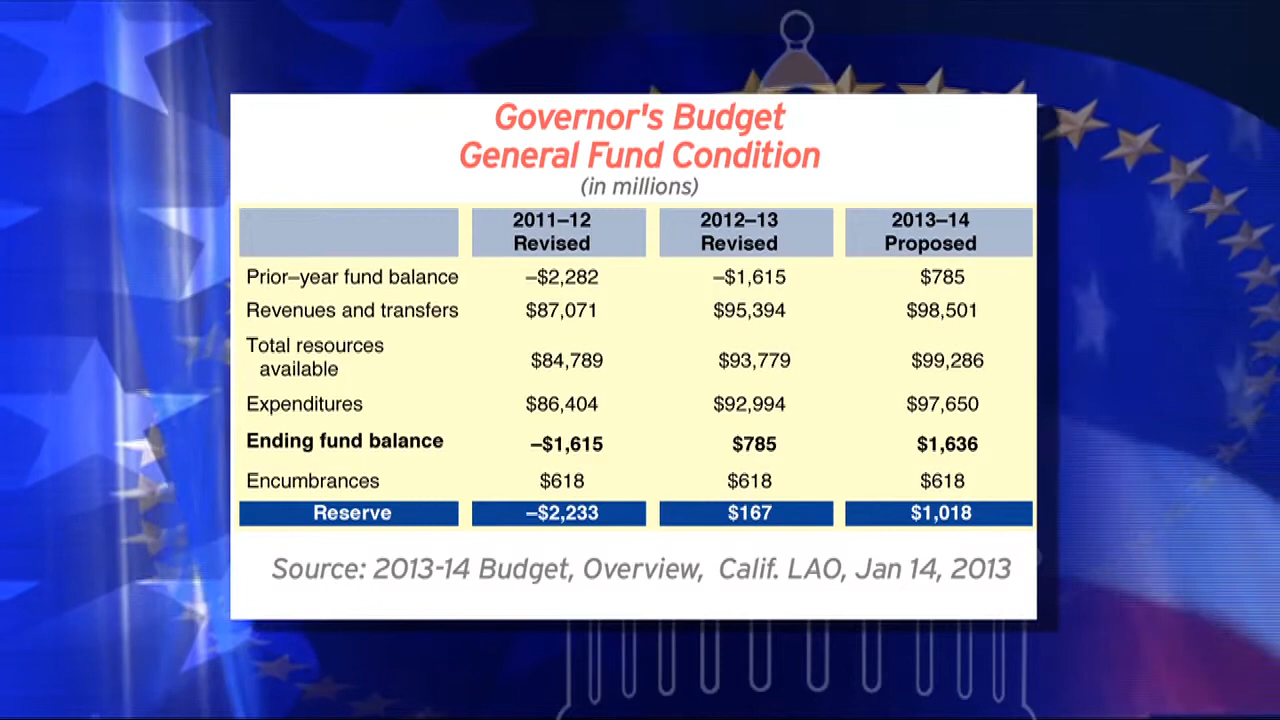 Governor's Budget
General Fund Condition
(in millions)
2011–12 2012–13 2013–14
Revised Revised Proposed
Prior–year fund balance –$2,282 –$1,615 $785
Revenues and transfers $87,071 $95,394 $98,501
Total resources
available $84,789 $93,779 $99,286
Expenditures $86,404 $92,994 $97,650
Ending fund balance –$1,615 $785 $1,636
Encumbrances $618 $618 $618
Reserve –$2,233 $167 $1,018
Source: 2013-14 Budget, Overview, Calif. LAO, Jan 14, 2013